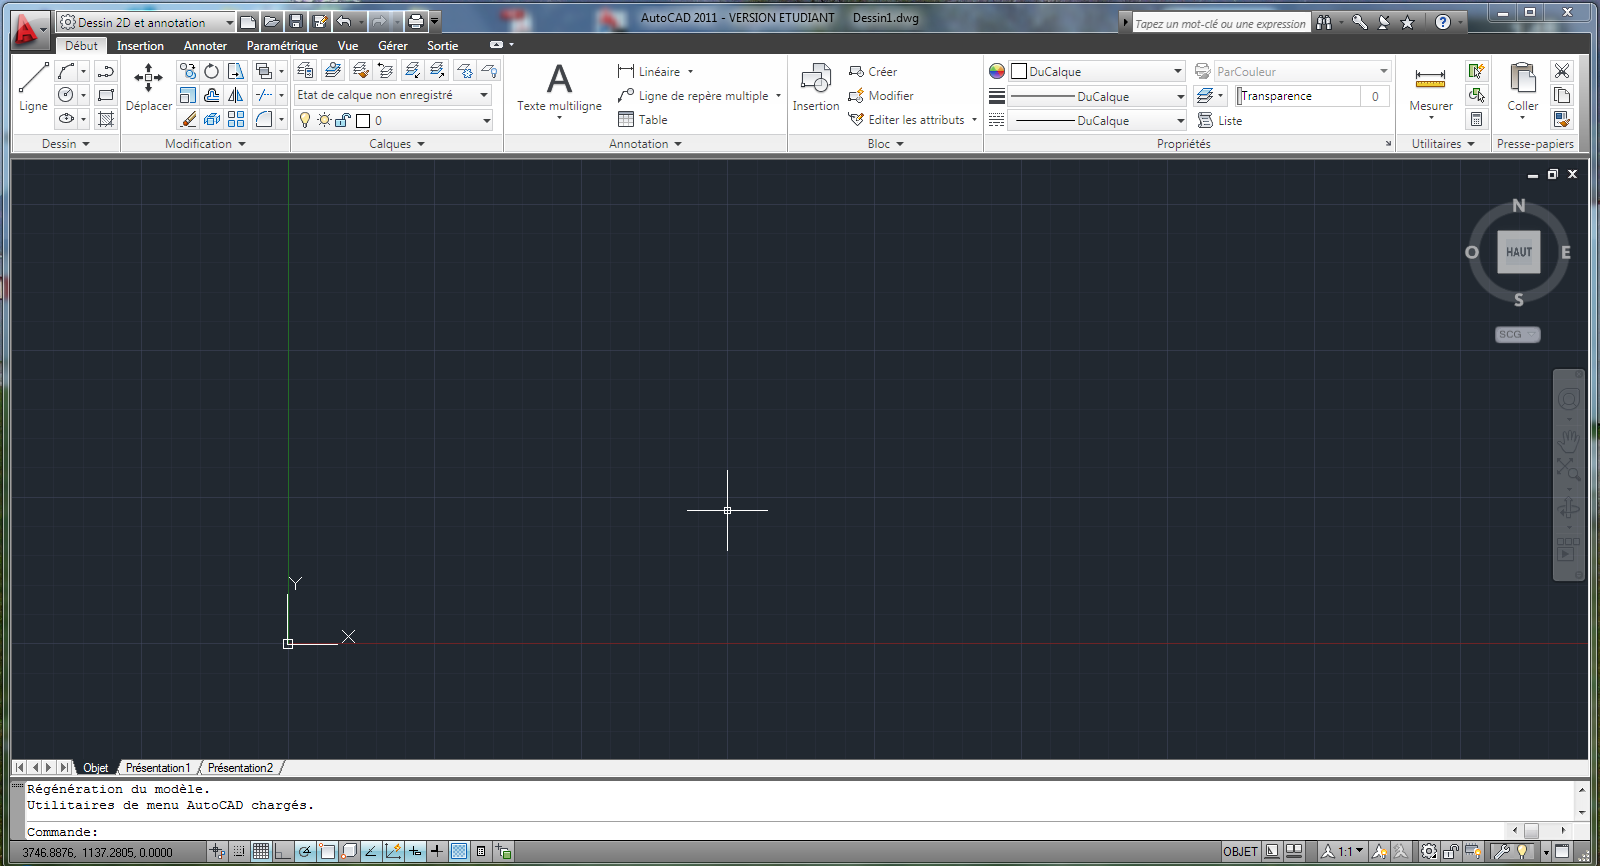 Dessin 2D et annotation
AutoCAD 2011 - VERSION ETUDIANT Dessin1.dwg
Tapez un mot-clé ou une expression
Début Insertion Annoter Paramétrique Vue Gérer Sortie
Ligne
Déplacer
Etat de calque non enregistré
0
Texte multiligne
Linéaire
Ligne de repère multiple
Table
Insertion
Créer
Modifier
Editer les attributs
DuCalque
DuCalque
DuCalque
ParCouleur
Transparence 0
Liste
Mesurer
Coller
Dessin Modification Calques Annotation Bloc Propriétés Utilitaires Presse-papiers
N
O HAUT E
S
SCG
Y
X
Objet Présentation1 Présentation2
Régénération du modèle.
Utilitaires de menu AutoCAD chargés.
Commande:
3746.8876, 1137.2805, 0.0000
OBJET 1:1